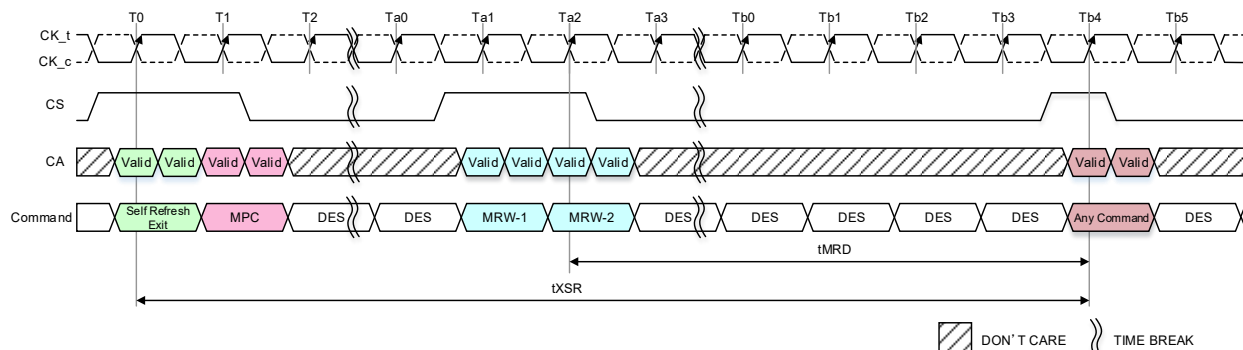 T0 T1 T2 Ta0 Ta1 Ta2 Ta3 Tb0 Tb1 Tb2 Tb3 Tb4 Tb5
CK_t
CK_c
CS
CA Valid Valid Valid Valid Valid Valid Valid Valid Valid Valid
Command Self Refresh Exit MPC DES DES MRW-1 MRW-2 DES DES DES DES DES Any Command DES
tMRD
tXSR
DON'T CARE TIME BREAK